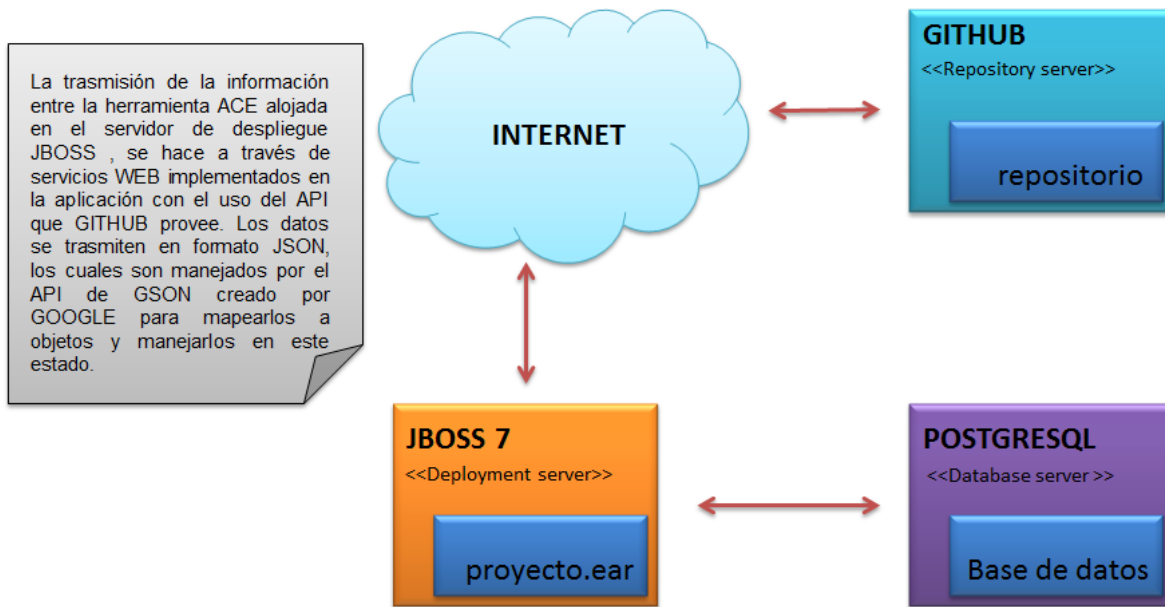 La trasmisión de la información
entre la herramienta ACE alojada
en el servidor de despliegue
JBOSS , se hace a través de
servicios WEB implementados en
la aplicación con el uso del API
que GITHUB provee. Los datos
se trasmiten en formato JSON,
los cuales son manejados por el
API de GSON creado por
GOOGLE para mapearlos a
objetos y manejarlos en este
estado.
INTERNET
GITHUB
<<Repository server>>
repositorio
JBOSS 7
<<Deployment server>>
proyecto.ear
POSTGRESQL
<<Database server >>
Base de datos